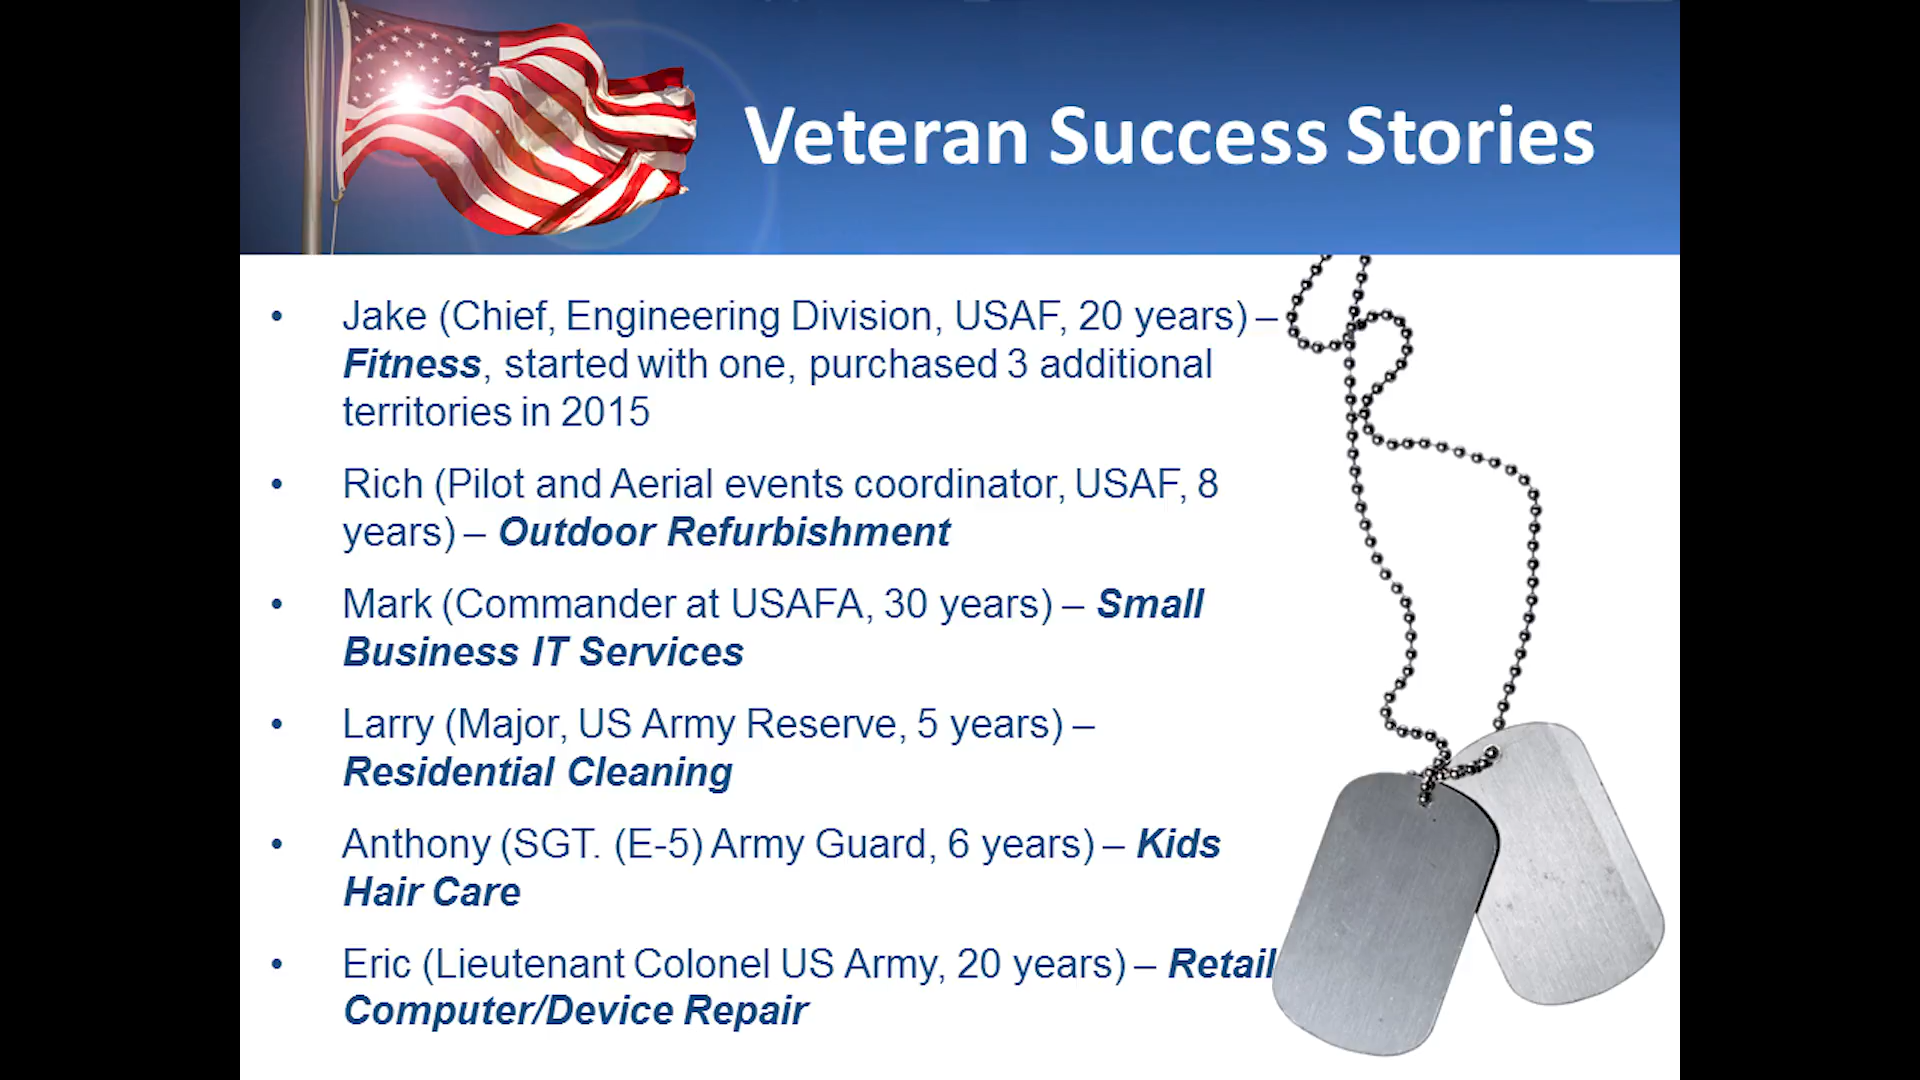 Veteran Success Stories
• Jake (Chief, Engineering Division, USAF, 20 years) –
Fitness, started with one, purchased 3 additional
territories in 2015
• Rich (Pilot and Aerial events coordinator, USAF, 8
years) – Outdoor Refurbishment
• Mark (Commander at USAFA, 30 years) – Small
Business IT Services
• Larry (Major, US Army Reserve, 5 years) –
Residential Cleaning
• Anthony (SGT. (E-5) Army Guard, 6 years) – Kids
Hair Care
• Eric (Lieutenant Colonel US Army, 20 years) – Retail
Computer/Device Repair